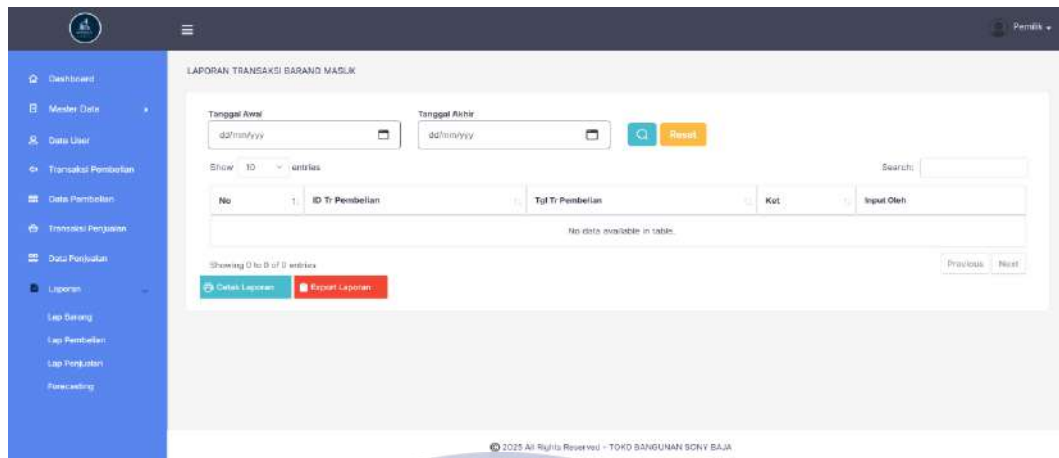 Pemilik
LAPORAN TRANSAKSI BARANG MASUK
Dashboard
Master Data
Data User
Transaksi Pembelian
Data Pembelian
Transaksi Penjualan
Data Penjualan
Laporan
Lap Barang
Lap Pembelian
Lap Penjualan
Forecasting
Tanggal Awal Tanggal Akhir
dd/mm/yyyy dd/mm/yyyy Reset
Show 10 entries Search:
No ID Tr Pembelian Tgl Tr Pembelian Ket Input Oleh
No data available in table.
Showing 0 to 0 of 0 entries Previous Next
Cetak Laporan Export Laporan
© 2025 All Rights Reserved - TOKO BANGUNAN SONY BAJA